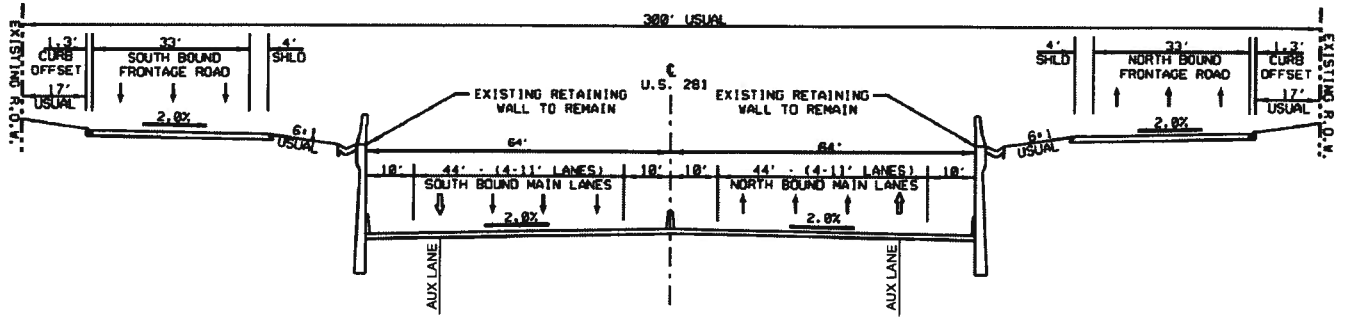 300' USUAL
EXISTING R.O.W.
1.3'
CURB
OFFSET
17'
USUAL
33'
SOUTH BOUND
FRONTAGE ROAD
4'
SHLD
2.0%
6:1
USUAL
EXISTING RETAINING
WALL TO REMAIN
℄
U.S. 281
EXISTING RETAINING
WALL TO REMAIN
4'
SHLD
33'
NORTH BOUND
FRONTAGE ROAD
1.3'
CURB
OFFSET
17'
USUAL
EXISTING R.O.W.
2.0%
6:1
USUAL
64'
64'
10'
44' - (4-11' LANES)
SOUTH BOUND MAIN LANES
10'
10'
44' - (4-11' LANES)
NORTH BOUND MAIN LANES
10'
2.0%
2.0%
AUX LANE
AUX LANE